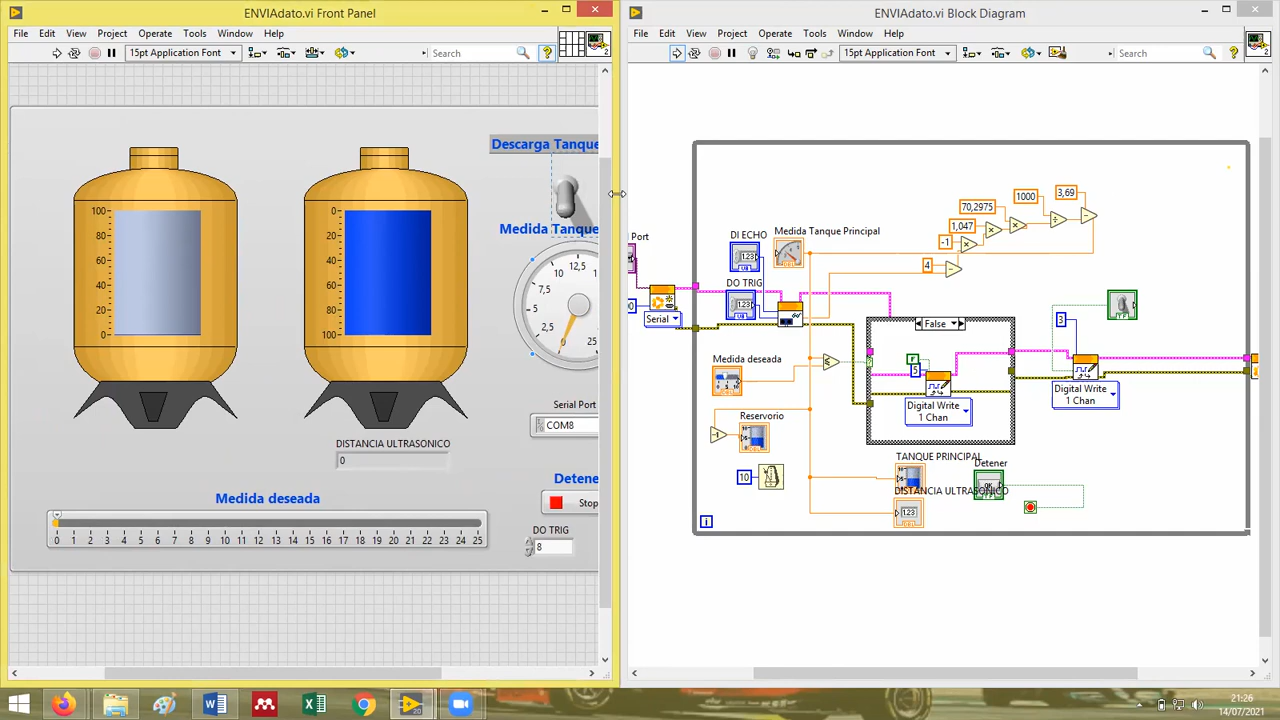 ENVIAdato.vi Front Panel
File Edit View Project Operate Tools Window Help
15pt Application Font
Search
Descarga Tanque
100
80
60
40
20
0
0
20
40
60
80
100
Medida Tanque
10 12,5
7,5
5
2,5
0
Serial Port
COM8
DISTANCIA ULTRASONICO
0
Detene
Stop
Medida deseada
0 1 2 3 4 5 6 7 8 9 10 11 12 13 14 15 16 17 18 19 20 21 22 23 24 25
DO TRIG
8
ENVIAdato.vi Block Diagram
File Edit View Project Operate Tools Window Help
15pt Application Font
Search
3,69
1000
70,2975
1,047
-1
4
l Port
DI ECHO
Medida Tanque Principal
1.23
DO TRIG
1.23
Serial
False
3
Medida deseada
F
5
Digital Write
1 Chan
Digital Write
1 Chan
Reservorio
10
TANQUE PRINCIPAL
Detener
OK
DISTANCIA ULTRASONICO
1.23
i
21:26
14/07/2021